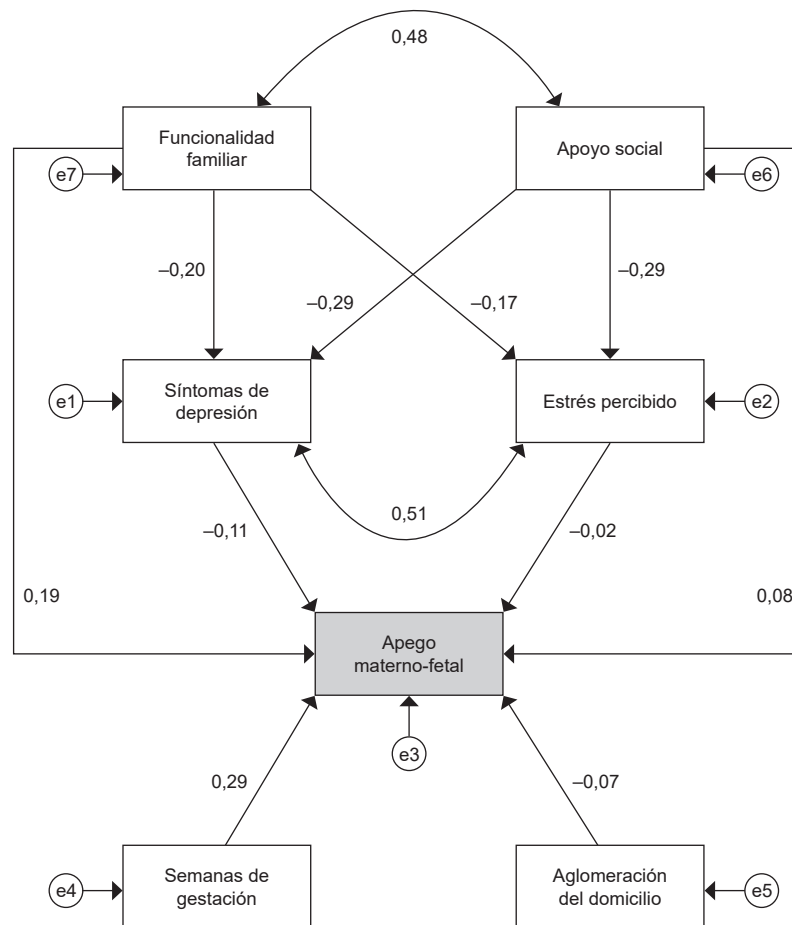 0,48
Funcionalidad
familiar
Apoyo social
e7
e6
–0,20
–0,29
–0,17
–0,29
e1
Síntomas de
depresión
Estrés percibido
e2
0,51
–0,11
–0,02
0,19
0,08
Apego
materno-fetal
e3
0,29
–0,07
e4
Semanas de
gestación
Aglomeración
del domicilio
e5